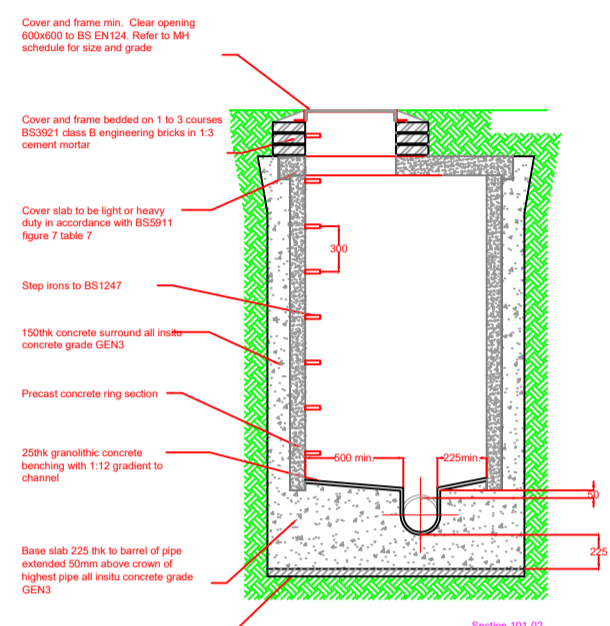 Cover and frame min. Clear opening
600x600 to BS EN124. Refer to MH
schedule for size and grade
Cover and frame bedded on 1 to 3 courses
BS3921 class B engineering bricks in 1:3
cement mortar
Cover slab to be light or heavy
duty in accordance with BS5911
figure 7 table 7
300
Step irons to BS1247
150thk concrete surround all insitu
concrete grade GEN3
Precast concrete ring section
25thk granolithic concrete
benching with 1:12 gradient to
channel
500 min.
225min.
50
225
Base slab 225 thk to barrel of pipe
extended 50mm above crown of
highest pipe all insitu concrete grade
GEN3
Section 101-02